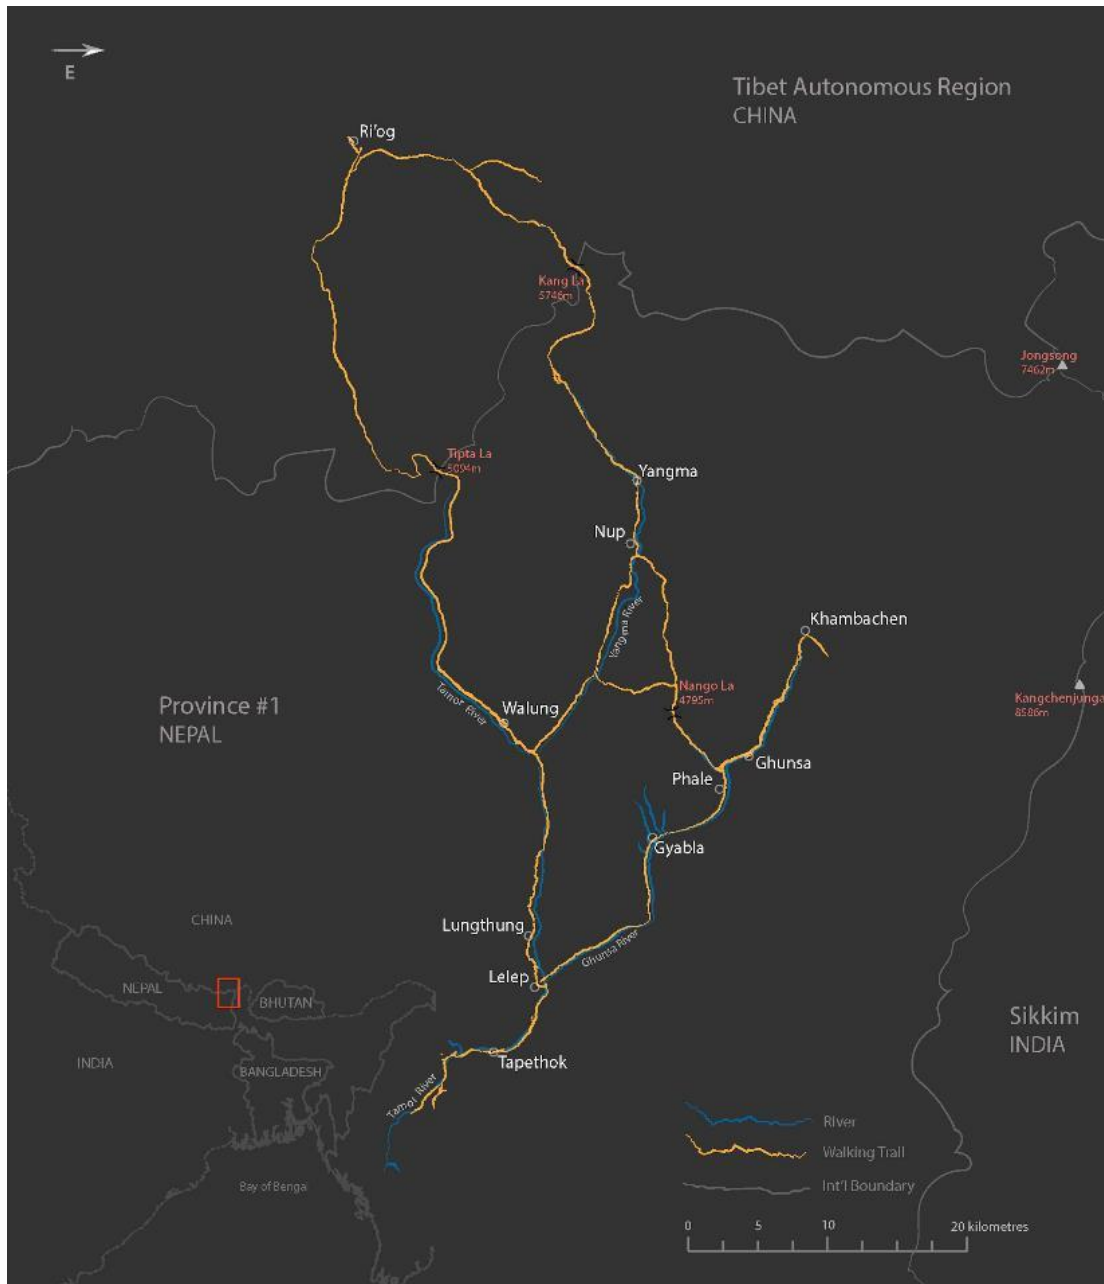 E
Tibet Autonomous Region
CHINA
Ri'og
Kang La
5746m
Jongsong
7462m
Tipta La
5094m
Yangma
Nup
Yangma River
Khambachen
Nango La
4795m
Kangchenjunga
8586m
Province #1
NEPAL
Tamor River
Walung
Ghunsa
Phale
Gyabla
Lungthung
Ghunsa River
Lelep
CHINA
NEPAL
BHUTAN
INDIA
BANGLADESH
Bay of Bengal
Tapethok
Tamor River
Sikkim
INDIA
River
Walking Trail
Int'l Boundary
0 5 10 20 kilometres